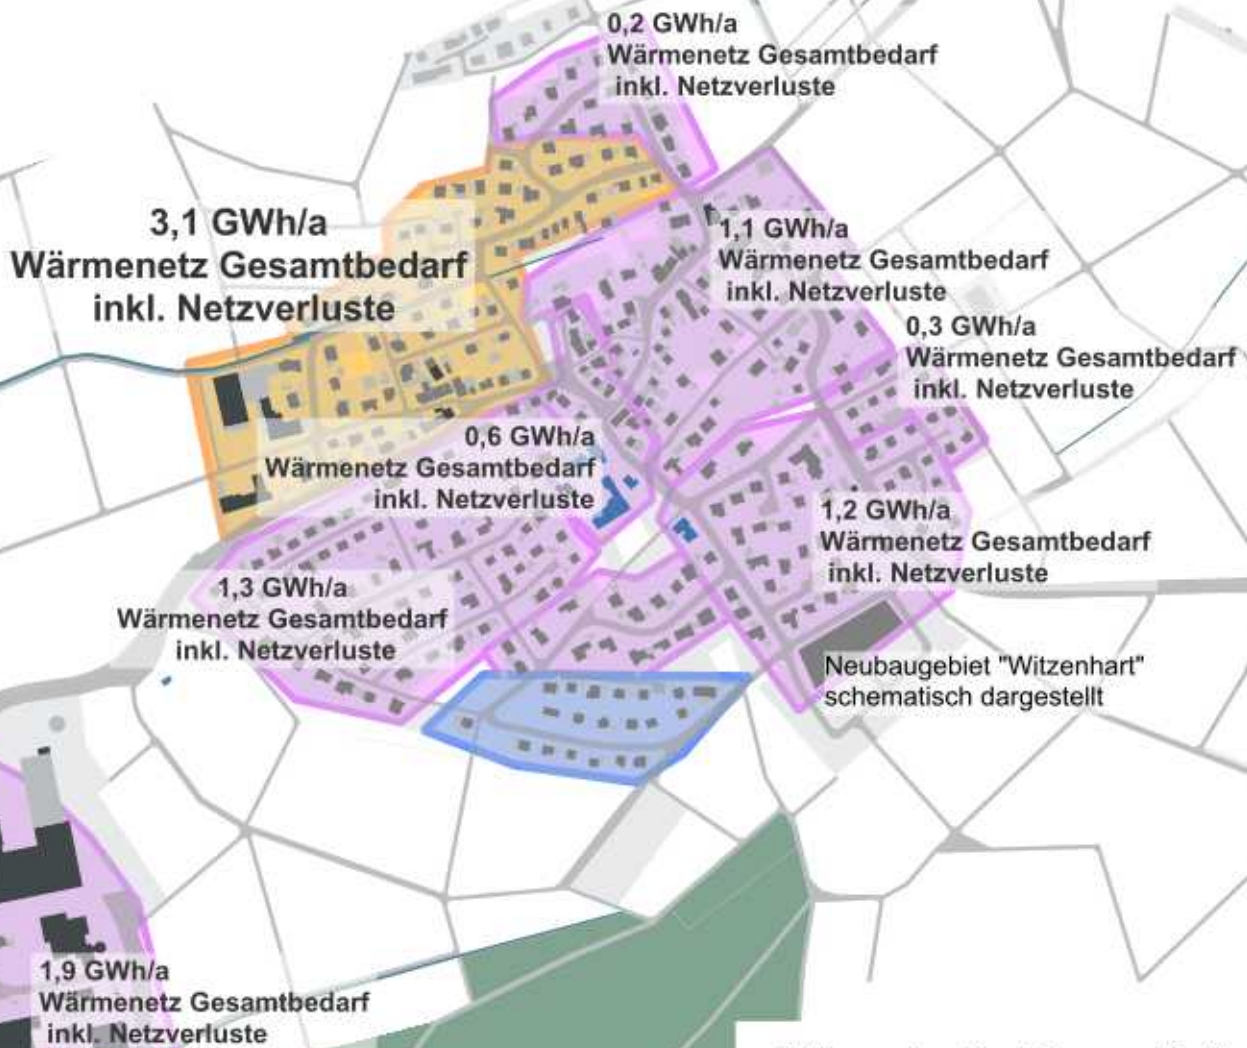 0,2 GWh/a
Wärmenetz Gesamtbedarf
inkl. Netzverluste
3,1 GWh/a
Wärmenetz Gesamtbedarf
inkl. Netzverluste
1,1 GWh/a
Wärmenetz Gesamtbedarf
inkl. Netzverluste
0,3 GWh/a
Wärmenetz Gesamtbedarf
inkl. Netzverluste
0,6 GWh/a
Wärmenetz Gesamtbedarf
inkl. Netzverluste
1,2 GWh/a
Wärmenetz Gesamtbedarf
inkl. Netzverluste
1,3 GWh/a
Wärmenetz Gesamtbedarf
inkl. Netzverluste
Neubaugebiet "Witzenhart"
schematisch dargestellt
1,9 GWh/a
Wärmenetz Gesamtbedarf
inkl. Netzverluste